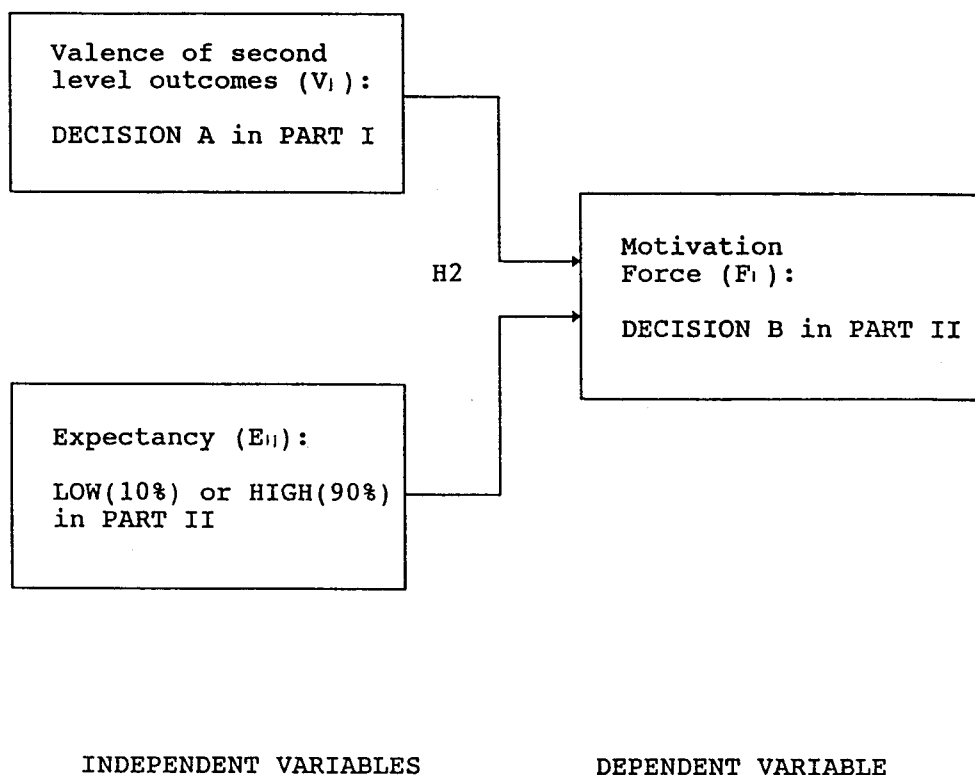 Valence of second
level outcomes (Vⱼ):
DECISION A in PART I
Motivation
Force (Fᵢ):
DECISION B in PART II
H2
Expectancy (Eᵢⱼ):
LOW(10%) or HIGH(90%)
in PART II
INDEPENDENT VARIABLES
DEPENDENT VARIABLE